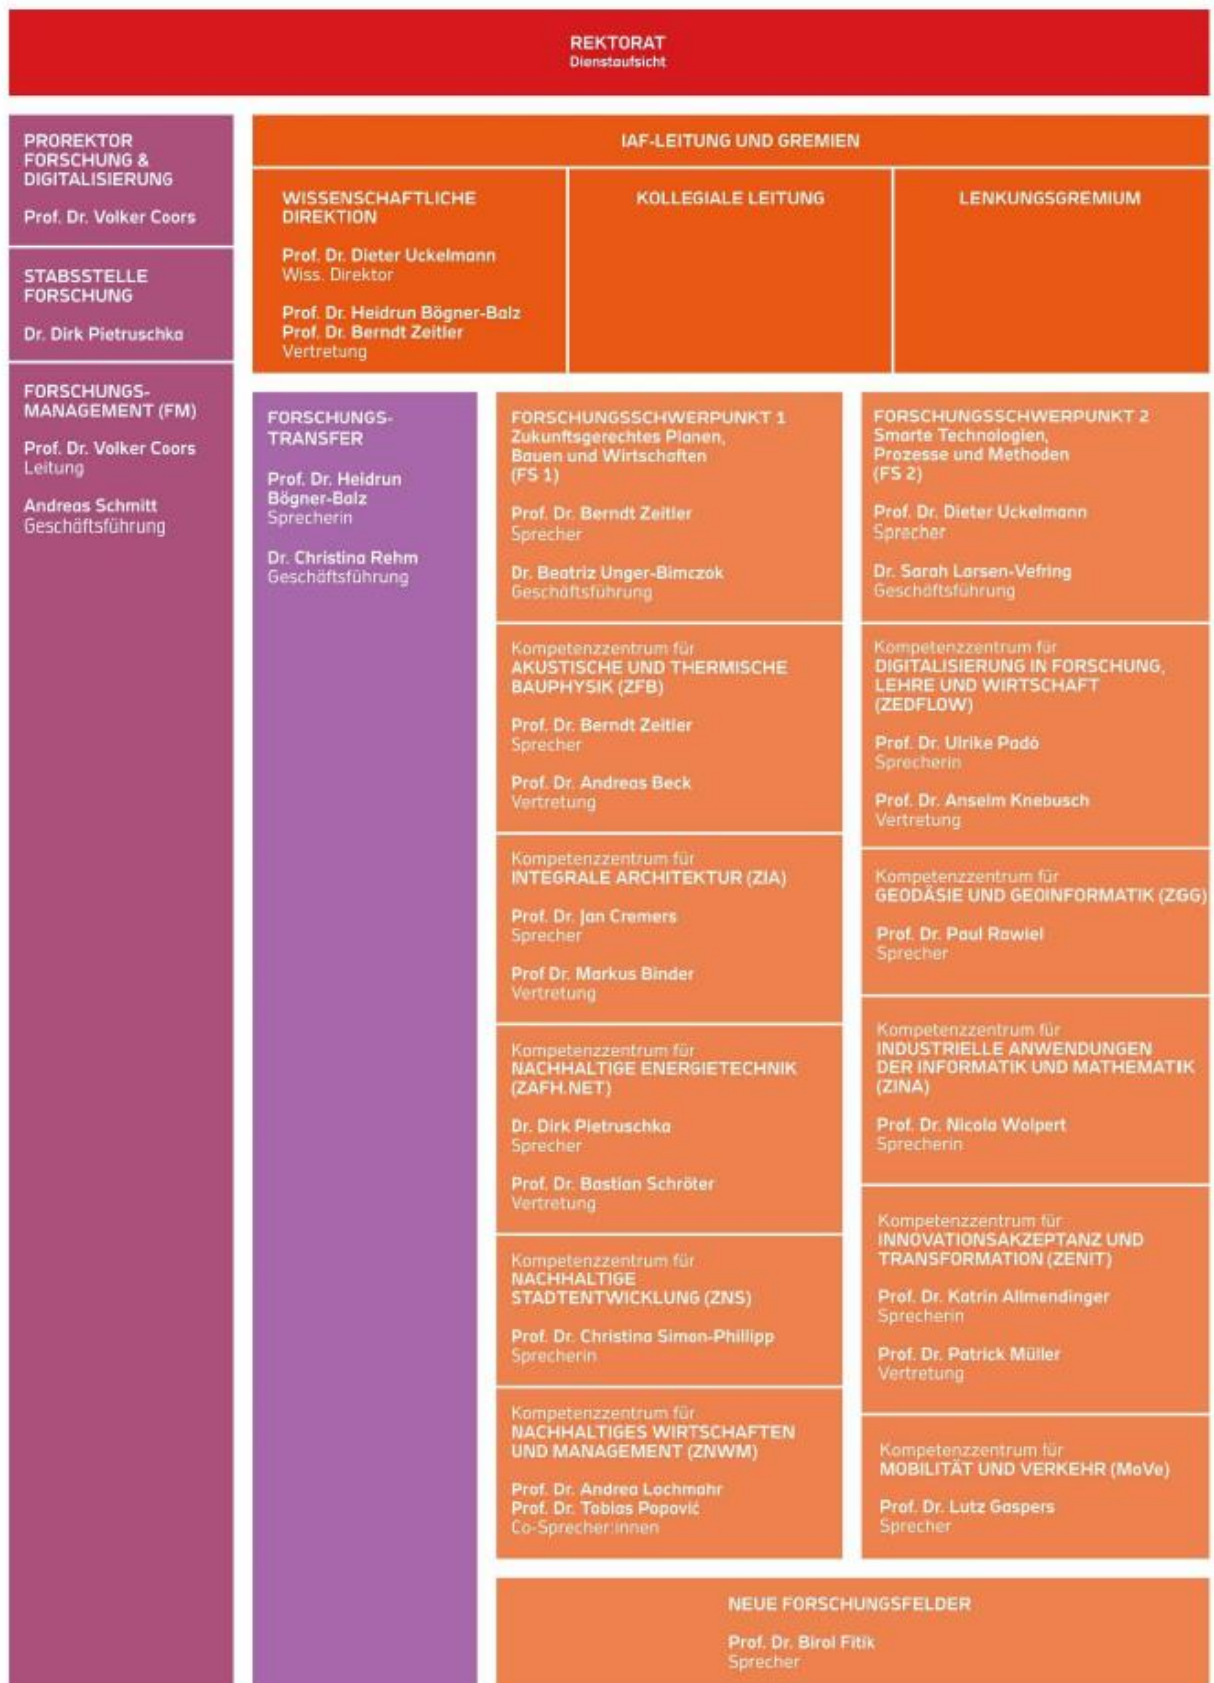 REKTORAT
Dienstaufsicht
PROREKTOR
FORSCHUNG &
DIGITALISIERUNG
Prof. Dr. Volker Coors
STABSSTELLE
FORSCHUNG
Dr. Dirk Pietruschka
FORSCHUNGS-
MANAGEMENT (FM)
Prof. Dr. Volker Coors
Leitung
Andreas Schmitt
Geschäftsführung
IAF-LEITUNG UND GREMIEN
WISSENSCHAFTLICHE
DIREKTION
Prof. Dr. Dieter Uckelmann
Wiss. Direktor
Prof. Dr. Heidrun Bögner-Balz
Prof. Dr. Berndt Zeitler
Vertretung
KOLLEGIALE LEITUNG
LENKUNGSGREMIUM
FORSCHUNGS-
TRANSFER
Prof. Dr. Heidrun
Bögner-Balz
Sprecherin
Dr. Christina Rehm
Geschäftsführung
FORSCHUNGSSCHWERPUNKT 1
Zukunftsgerechtes Planen,
Bauen und Wirtschaften
(FS 1)
Prof. Dr. Berndt Zeitler
Sprecher
Dr. Beatriz Unger-Bimczok
Geschäftsführung
Kompetenzzentrum für
AKUSTISCHE UND THERMISCHE
BAUPHYSIK (ZFB)
Prof. Dr. Berndt Zeitler
Sprecher
Prof. Dr. Andreas Beck
Vertretung
Kompetenzzentrum für
INTEGRALE ARCHITEKTUR (ZIA)
Prof. Dr. Jan Cremers
Sprecher
Prof Dr. Markus Binder
Vertretung
Kompetenzzentrum für
NACHHALTIGE ENERGIETECHNIK
(ZAFH.NET)
Dr. Dirk Pietruschka
Sprecher
Prof. Dr. Bastian Schröter
Vertretung
Kompetenzzentrum für
NACHHALTIGE
STADTENTWICKLUNG (ZNS)
Prof. Dr. Christina Simon-Philipp
Sprecherin
Kompetenzzentrum für
NACHHALTIGES WIRTSCHAFTEN
UND MANAGEMENT (ZNWM)
Prof. Dr. Andrea Lochmahr
Prof. Dr. Tobias Popović
Co-Sprecher:innen
FORSCHUNGSSCHWERPUNKT 2
Smarte Technologien,
Prozesse und Methoden
(FS 2)
Prof. Dr. Dieter Uckelmann
Sprecher
Dr. Sarah Larsen-Vefring
Geschäftsführung
Kompetenzzentrum für
DIGITALISIERUNG IN FORSCHUNG,
LEHRE UND WIRTSCHAFT
(ZEDFLOW)
Prof. Dr. Ulrike Padó
Sprecherin
Prof. Dr. Anselm Knebusch
Vertretung
Kompetenzzentrum für
GEODÄSIE UND GEOINFORMATIK (ZGG)
Prof. Dr. Paul Rawiel
Sprecher
Kompetenzzentrum für
INDUSTRIELLE ANWENDUNGEN
DER INFORMATIK UND MATHEMATIK
(ZINA)
Prof. Dr. Nicola Wolpert
Sprecherin
Kompetenzzentrum für
INNOVATIONSAKZEPTANZ UND
TRANSFORMATION (ZENIT)
Prof. Dr. Katrin Allmendinger
Sprecherin
Prof. Dr. Patrick Müller
Vertretung
Kompetenzzentrum für
MOBILITÄT UND VERKEHR (MoVe)
Prof. Dr. Lutz Gaspers
Sprecher
NEUE FORSCHUNGSFELDER
Prof. Dr. Birol Fitik
Sprecher